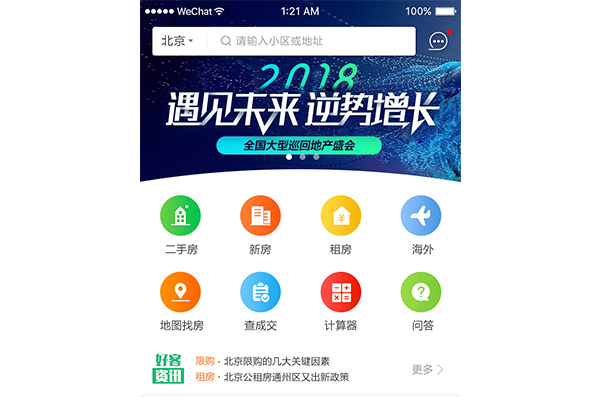 WeChat 1:21 AM 100%
北京 请输入小区或地址
2018
遇见未来 逆势增长
全国大型巡回地产盛会
二手房 新房 租房 海外
地图找房 查成交 计算器 问答
好客 限购·北京限购的几大关键因素
资讯 租房·北京公租房通州区又出新政策 更多